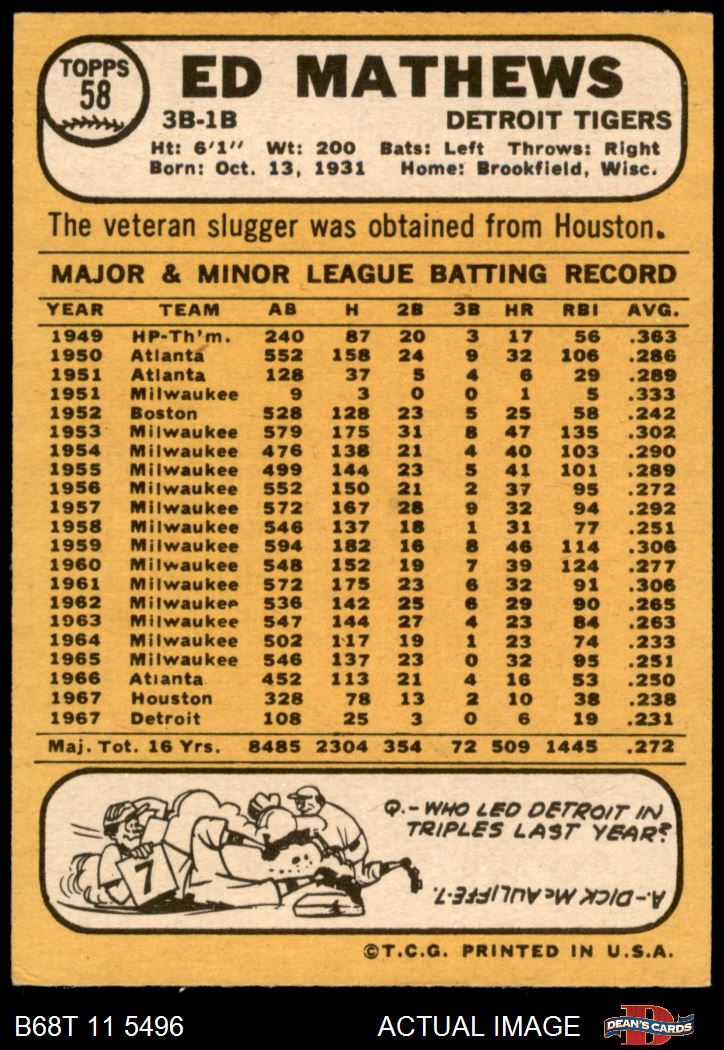 TOPPS
58
ED MATHEWS
3B-1B DETROIT TIGERS
Ht: 6'1" Wt: 200 Bats: Left Throws: Right
Born: Oct. 13, 1931 Home: Brookfield, Wisc.
The veteran slugger was obtained from Houston.
MAJOR & MINOR LEAGUE BATTING RECORD
YEAR TEAM AB H 2B 3B HR RBI AVG.
1949 HP-Th'm. 240 87 20 3 17 56 .363
1950 Atlanta 552 158 24 9 32 106 .286
1951 Atlanta 128 37 5 4 6 29 .289
1951 Milwaukee 9 3 0 0 1 5 .333
1952 Boston 528 128 23 5 25 58 .242
1953 Milwaukee 579 175 31 8 47 135 .302
1954 Milwaukee 476 138 21 4 40 103 .290
1955 Milwaukee 499 144 23 5 41 101 .289
1956 Milwaukee 552 150 21 2 37 95 .272
1957 Milwaukee 572 167 28 9 32 94 .292
1958 Milwaukee 546 137 18 1 31 77 .251
1959 Milwaukee 594 182 16 8 46 114 .306
1960 Milwaukee 548 152 19 7 39 124 .277
1961 Milwaukee 572 175 23 6 32 91 .306
1962 Milwaukee 536 142 25 6 29 90 .265
1963 Milwaukee 547 144 27 4 23 84 .263
1964 Milwaukee 502 117 19 1 23 74 .233
1965 Milwaukee 546 137 23 0 32 95 .251
1966 Atlanta 452 113 21 4 16 53 .250
1967 Houston 328 78 13 2 10 38 .238
1967 Detroit 108 25 3 0 6 19 .231
Maj. Tot. 16 Yrs. 8485 2304 354 72 509 1445 .272
Q.-WHO LED DETROIT IN
TRIPLES LAST YEAR?
7
A.-DICK McAULIFFE-7.
©T.C.G. PRINTED IN U.S.A.
B68T 11 5496 ACTUAL IMAGE D DEAN'S CARDS